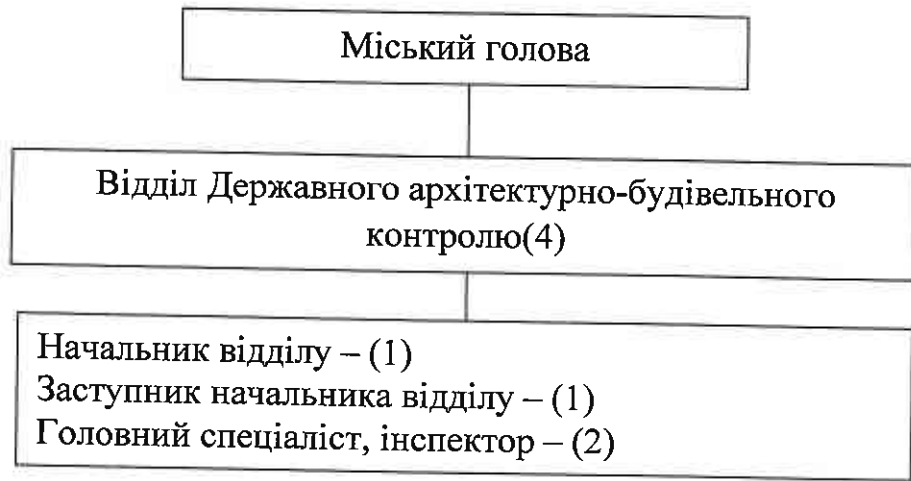 Міський голова
Відділ Державного архітектурно-будівельного
контролю(4)
Начальник відділу – (1)
Заступник начальника відділу – (1)
Головний спеціаліст, інспектор – (2)